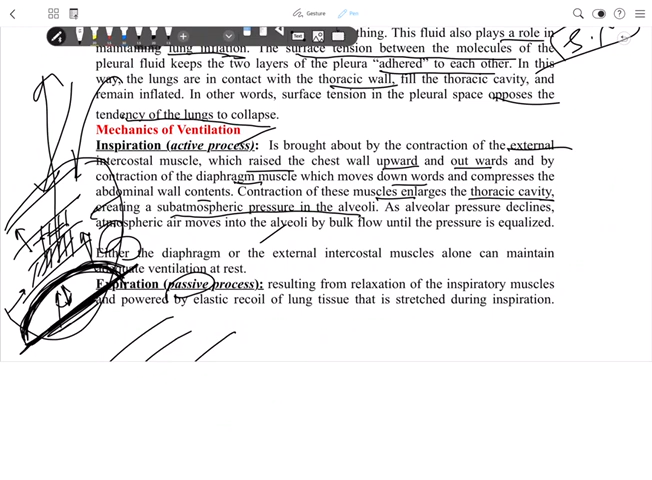 Gesture
Pen
Text
thing. This fluid also plays a role in
maintaining lung inflation. The surface tension between the molecules of the
pleural fluid keeps the two layers of the pleura “adhered” to each other. In this
way, the lungs are in contact with the thoracic wall, fill the thoracic cavity, and
remain inflated. In other words, surface tension in the pleural space opposes the
tendency of the lungs to collapse.
Mechanics of Ventilation
Inspiration (active process): Is brought about by the contraction of the external
intercostal muscle, which raised the chest wall upward and out wards and by
contraction of the diaphragm muscle which moves down words and compresses the
abdominal wall contents. Contraction of these muscles enlarges the thoracic cavity,
creating a subatmospheric pressure in the alveoli. As alveolar pressure declines,
atmospheric air moves into the alveoli by bulk flow until the pressure is equalized.
Either the diaphragm or the external intercostal muscles alone can maintain
adequate ventilation at rest.
Expiration (passive process): resulting from relaxation of the inspiratory muscles
and powered by elastic recoil of lung tissue that is stretched during inspiration.